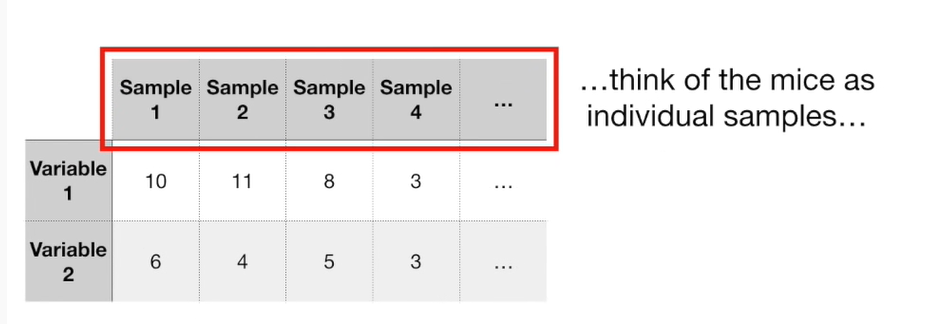 Sample 1 Sample 2 Sample 3 Sample 4 ...
…think of the mice as
individual samples…
Variable 1 10 11 8 3 ...
Variable 2 6 4 5 3 ...